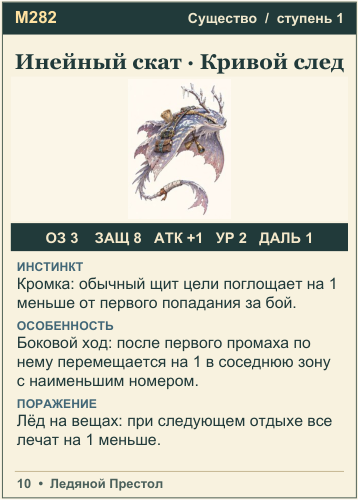 M282 Существо / ступень 1
Инейный скат · Кривой след
ОЗ 3 ЗАЩ 8 АТК +1 УР 2 ДАЛЬ 1
ИНСТИНКТ
Кромка: обычный щит цели поглощает на 1
меньше от первого попадания за бой.
ОСОБЕННОСТЬ
Боковой ход: после первого промаха по
нему перемещается на 1 в соседнюю зону
с наименьшим номером.
ПОРАЖЕНИЕ
Лёд на вещах: при следующем отдыхе все
лечат на 1 меньше.
10 • Ледяной Престол